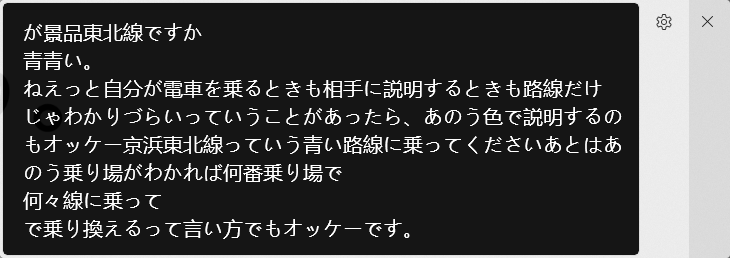 が景品東北線ですか
青青い。
ねえっと自分が電車を乗るときも相手に説明するときも路線だけ
じゃわかりづらいっていうことがあったら、あのう色で説明するの
もオッケー京浜東北線っていう青い路線に乗ってくださいあとはあ
のう乗り場がわかれば何番乗り場で
何々線に乗って
で乗り換えるって言い方でもオッケーです。